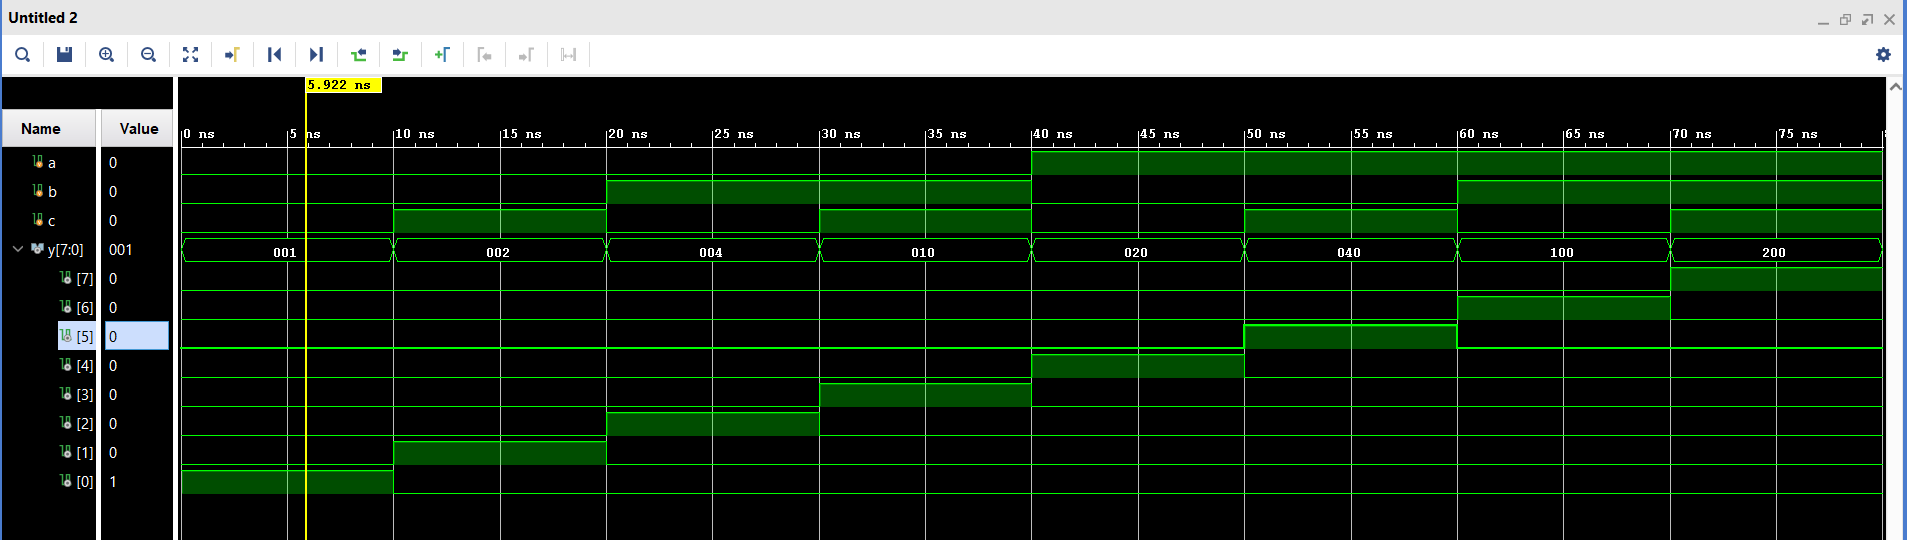 Untitled 2
5.922 ns
Name Value
0 ns 5 ns 10 ns 15 ns 20 ns 25 ns 30 ns 35 ns 40 ns 45 ns 50 ns 55 ns 60 ns 65 ns 70 ns 75 ns
a 0
b 0
c 0
y[7:0] 001 001 002 004 010 020 040 100 200
[7] 0
[6] 0
[5] 0
[4] 0
[3] 0
[2] 0
[1] 0
[0] 1